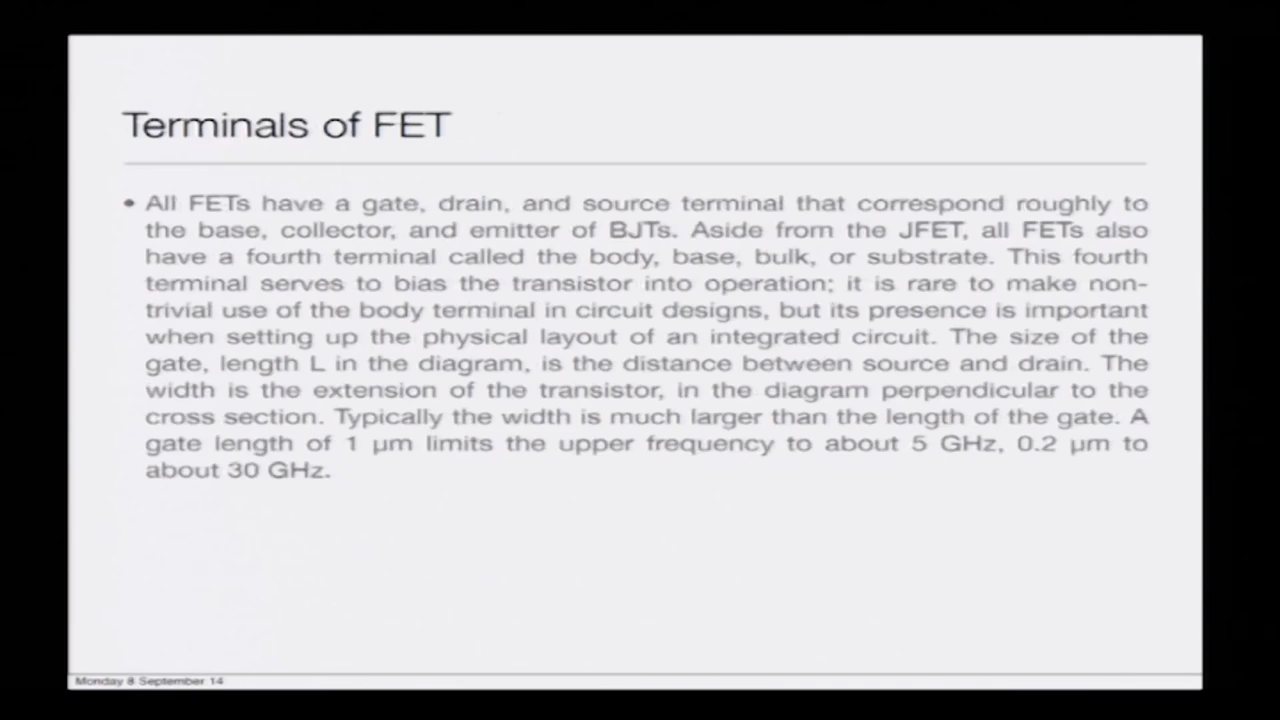 Terminals of FET
• All FETs have a gate, drain, and source terminal that correspond roughly to
the base, collector, and emitter of BJTs. Aside from the JFET, all FETs also
have a fourth terminal called the body, base, bulk, or substrate. This fourth
terminal serves to bias the transistor into operation; it is rare to make non-
trivial use of the body terminal in circuit designs, but its presence is important
when setting up the physical layout of an integrated circuit. The size of the
gate, length L in the diagram, is the distance between source and drain. The
width is the extension of the transistor, in the diagram perpendicular to the
cross section. Typically the width is much larger than the length of the gate. A
gate length of 1 µm limits the upper frequency to about 5 GHz, 0.2 µm to
about 30 GHz.
Monday 8 September 14